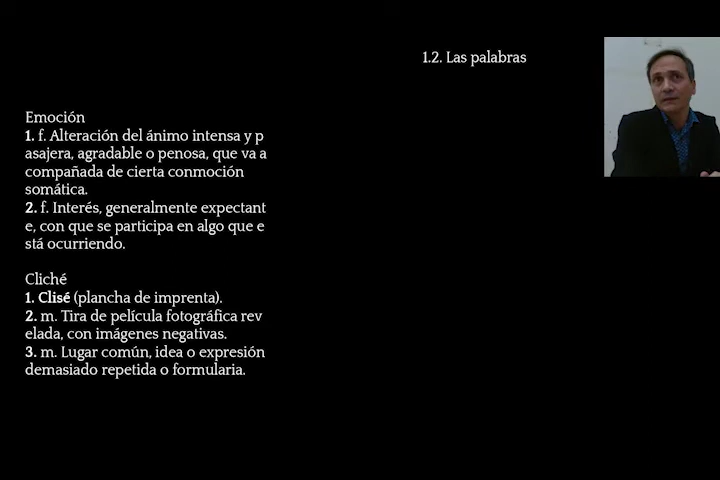 1.2. Las palabras
Emoción
1. f. Alteración del ánimo intensa y p
asajera, agradable o penosa, que va a
compañada de cierta conmoción
somática.
2. f. Interés, generalmente expectant
e, con que se participa en algo que e
stá ocurriendo.
Cliché
1. Clisé (plancha de imprenta).
2. m. Tira de película fotográfica rev
elada, con imágenes negativas.
3. m. Lugar común, idea o expresión
demasiado repetida o formularia.